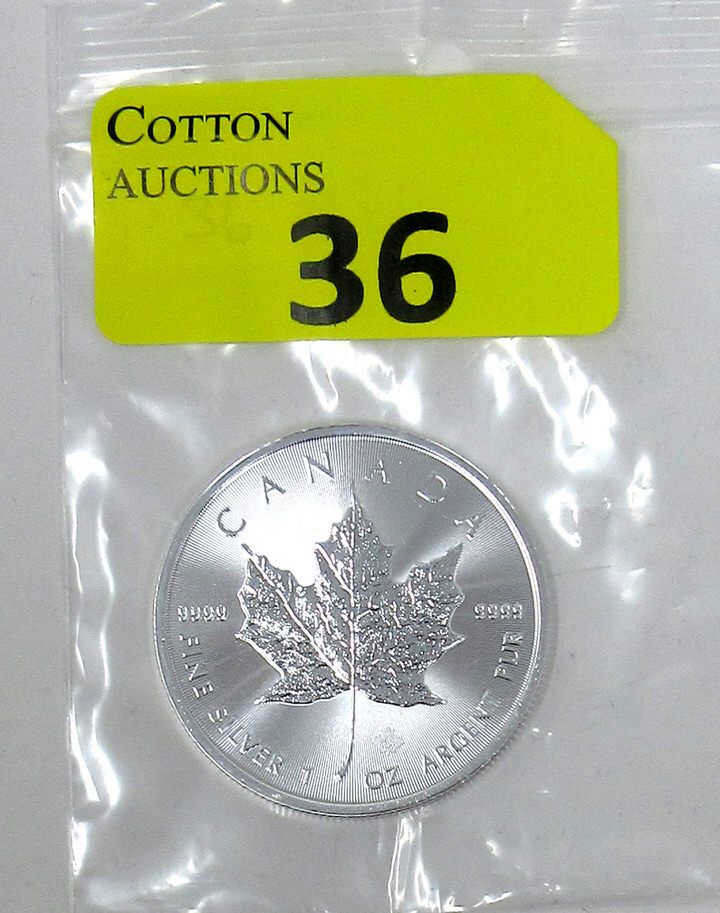 COTTON
AUCTIONS
36
CANADA
9999 9999
FINE SILVER 1 OZ ARGENT PUR